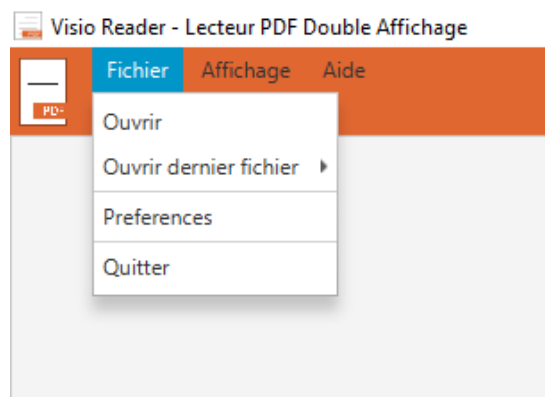 Visio Reader - Lecteur PDF Double Affichage
Fichier Affichage Aide
PD-
Ouvrir
Ouvrir dernier fichier
Preferences
Quitter